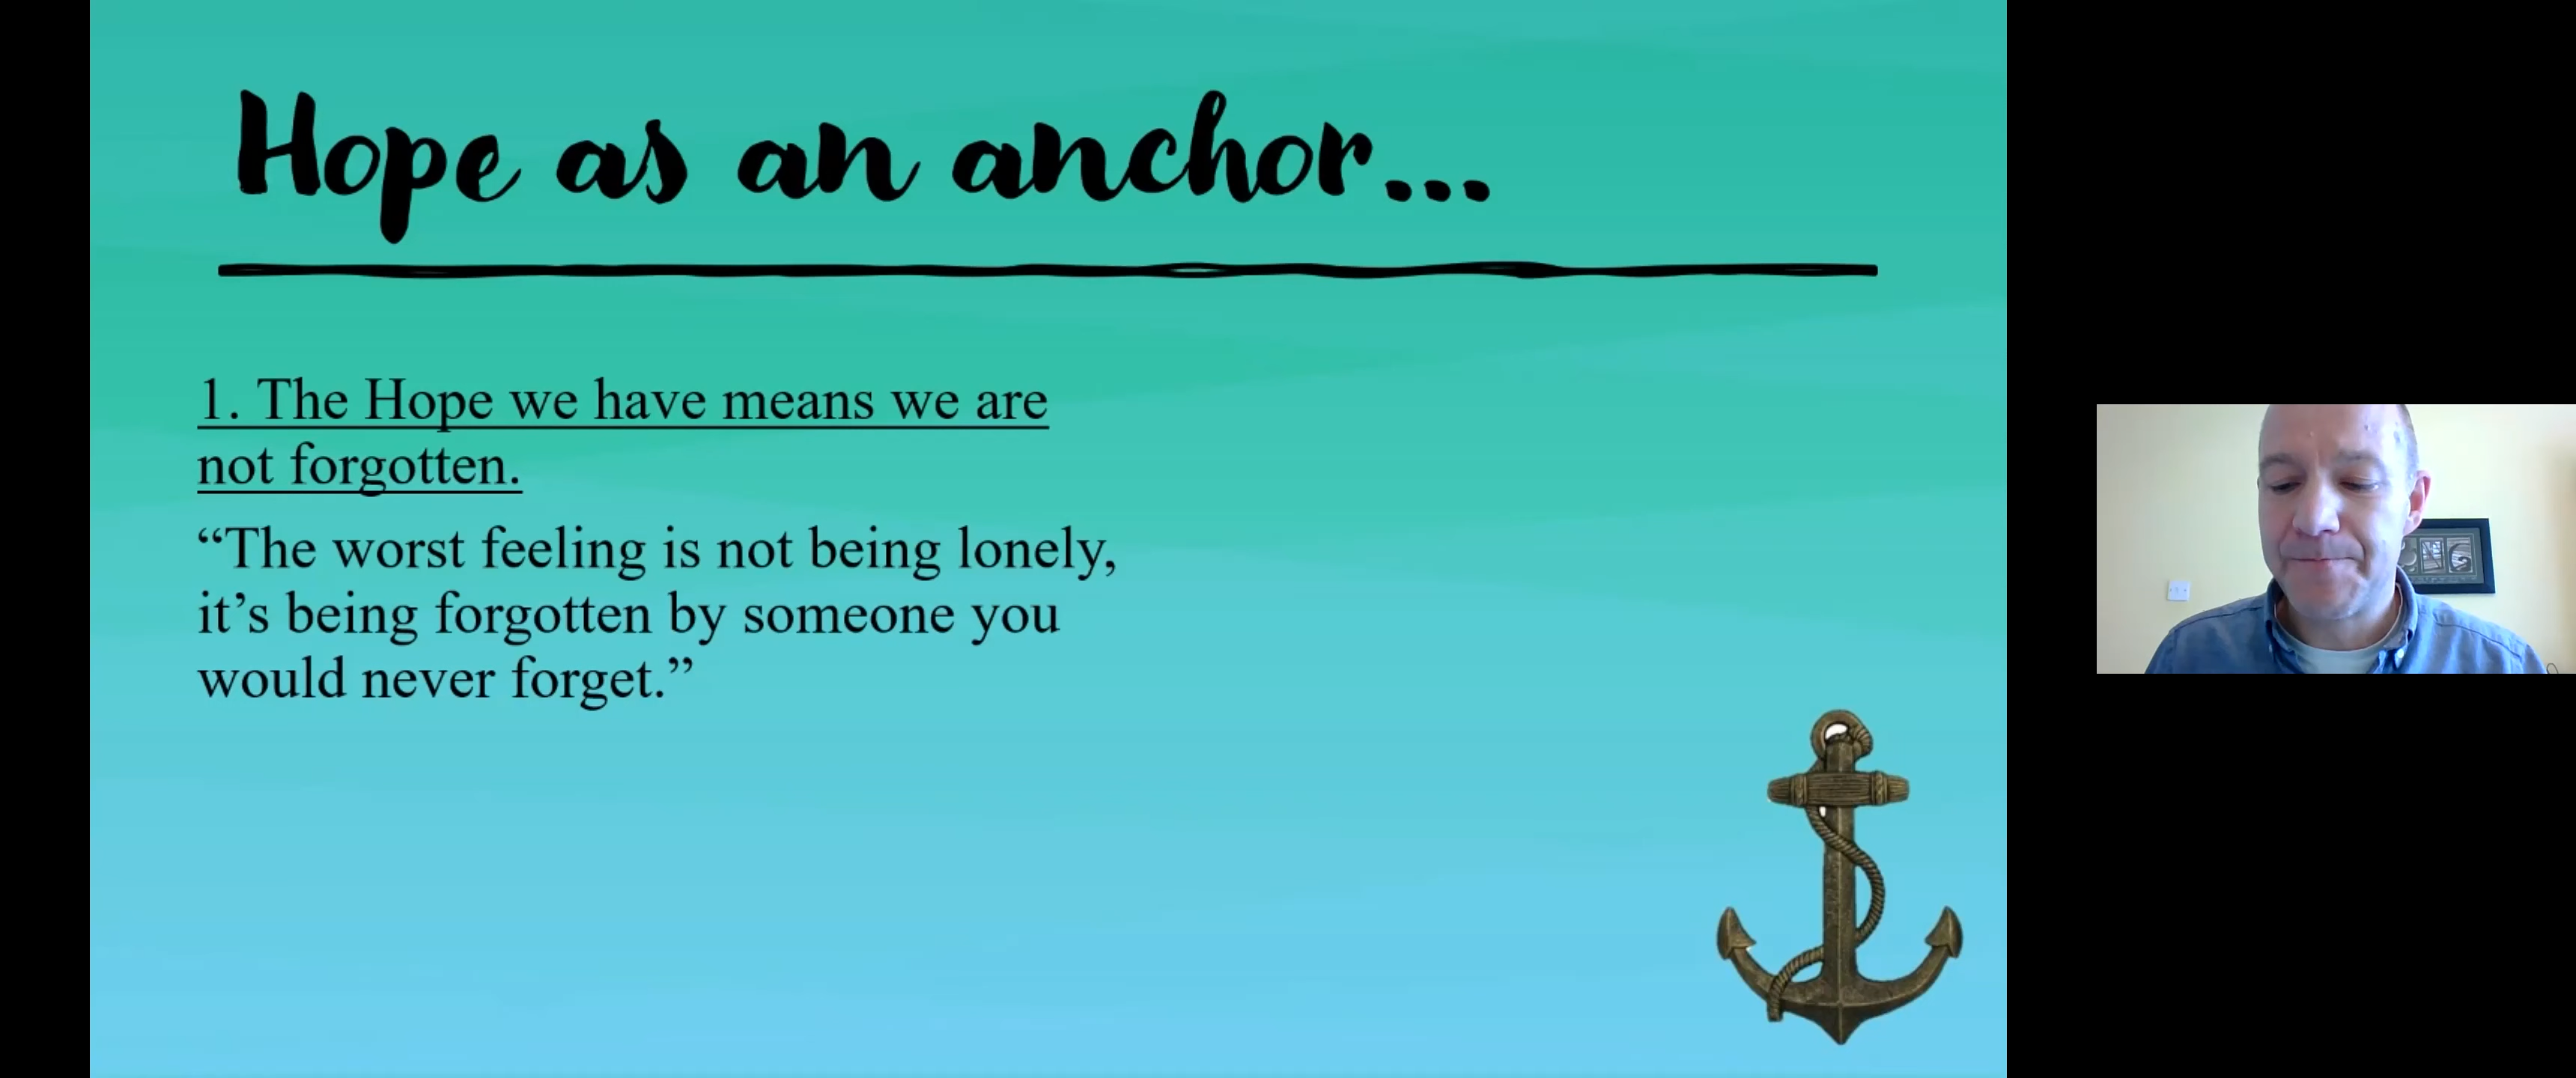 Hope as an anchor...
1. The Hope we have means we are
not forgotten.
“The worst feeling is not being lonely,
it’s being forgotten by someone you
would never forget.”